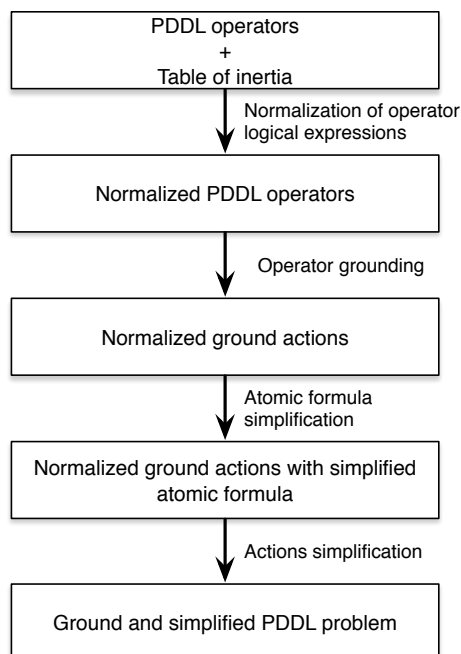 PDDL operators
+
Table of inertia
Normalization of operator
logical expressions
Normalized PDDL operators
Operator grounding
Normalized ground actions
Atomic formula
simplification
Normalized ground actions with simplified
atomic formula
Actions simplification
Ground and simplified PDDL problem